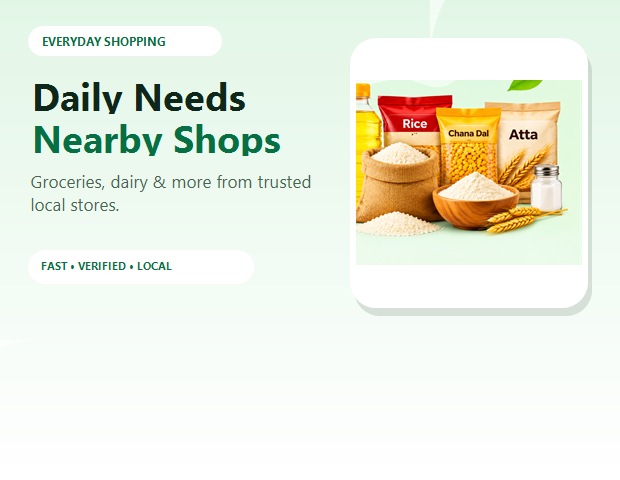 EVERYDAY SHOPPING
Daily Needs
Nearby Shops
Groceries, dairy & more from trusted
local stores.
FAST • VERIFIED • LOCAL
Rice
Chana Dal
Atta